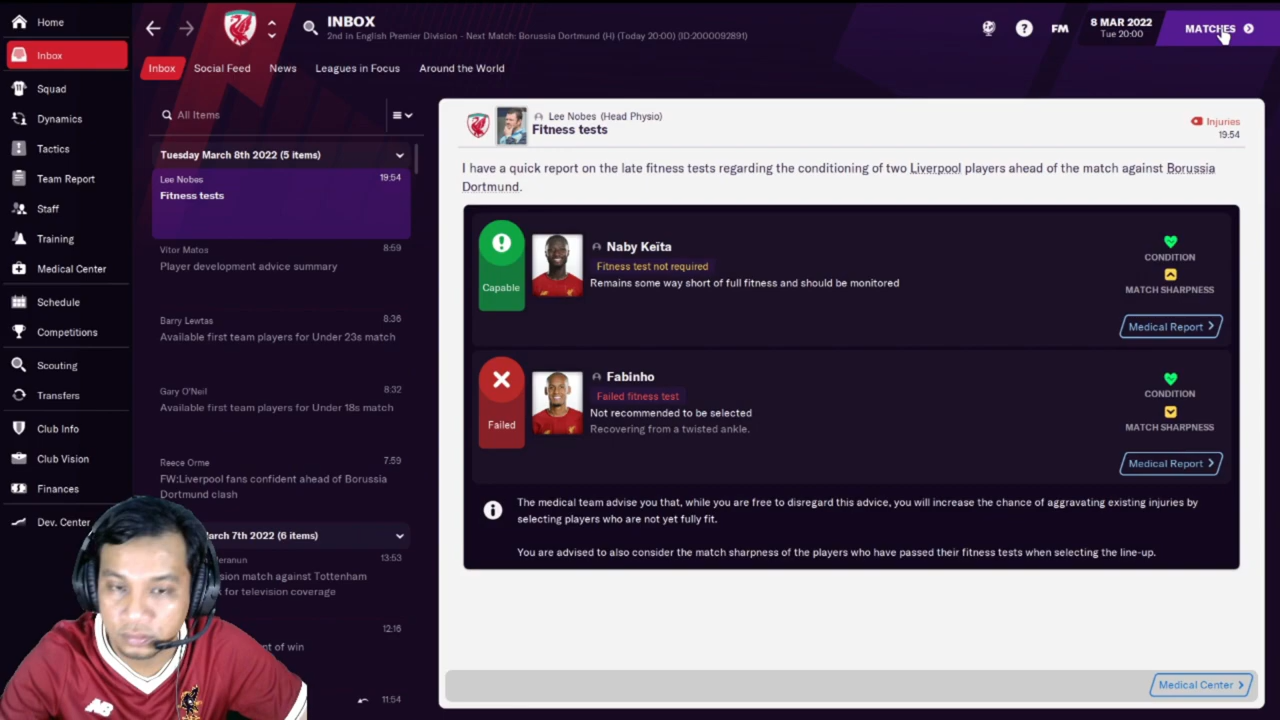 Home
Inbox
Squad
Dynamics
Tactics
Team Report
Staff
Training
Medical Center
Schedule
Competitions
Scouting
Transfers
Club Info
Club Vision
Finances
Dev. Center
INBOX
2nd in English Premier Division - Next Match: Borussia Dortmund (H) (Today 20:00) (ID:2000092891)
FM
8 MAR 2022
Tue 20:00
MATCHES
Inbox
Social Feed
News
Leagues in Focus
Around the World
All Items
Tuesday March 8th 2022 (5 items)
Lee Nobes 19:54
Fitness tests
Vitor Matos 8:59
Player development advice summary
Barry Lewtas 8:36
Available first team players for Under 23s match
Gary O'Neil 8:32
Available first team players for Under 18s match
Reece Orme 7:59
FW:Liverpool fans confident ahead of Borussia
Dortmund clash
March 7th 2022 (6 items)
13:53
match against Tottenham
for television coverage
12:16
of win
11:54
Lee Nobes (Head Physio)
Fitness tests
Injuries
19:54
I have a quick report on the late fitness tests regarding the conditioning of two Liverpool players ahead of the match against Borussia
Dortmund.
Capable
Naby Keïta
Fitness test not required
Remains some way short of full fitness and should be monitored
CONDITION
MATCH SHARPNESS
Medical Report
Failed
Fabinho
Failed fitness test
Not recommended to be selected
Recovering from a twisted ankle.
CONDITION
MATCH SHARPNESS
Medical Report
The medical team advise you that, while you are free to disregard this advice, you will increase the chance of aggravating existing injuries by
selecting players who are not yet fully fit.
You are advised to also consider the match sharpness of the players who have passed their fitness tests when selecting the line-up.
Medical Center